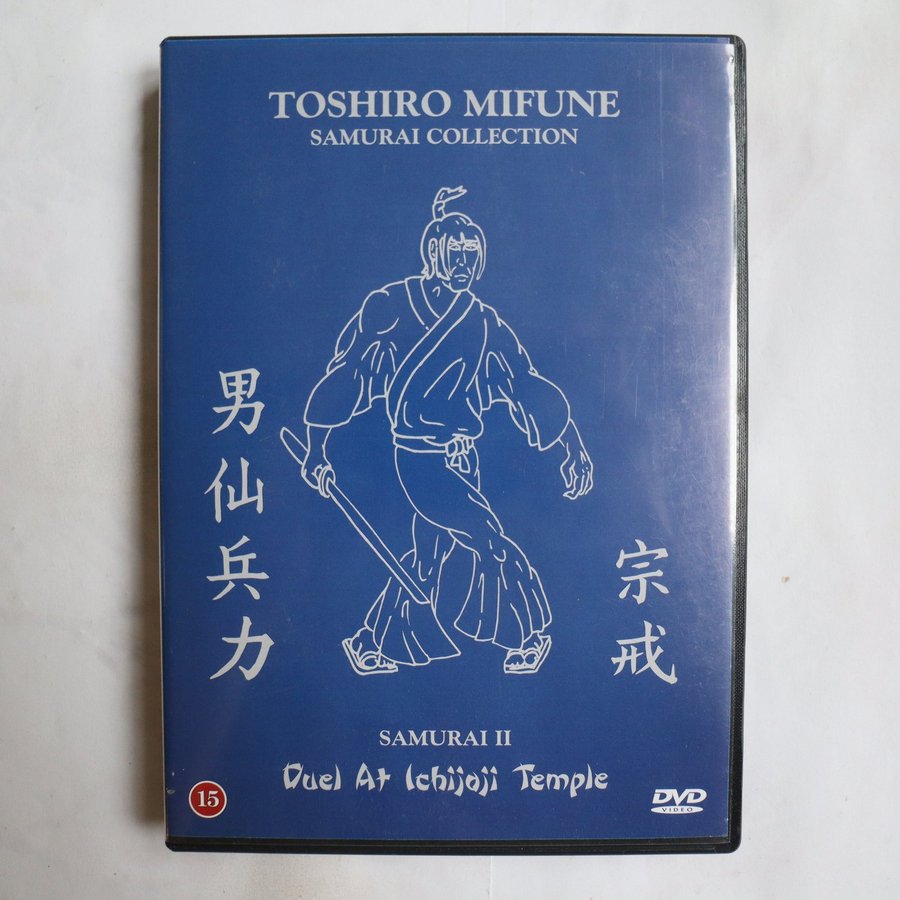 TOSHIRO MIFUNE
SAMURAI COLLECTION
男仙兵力
宗戒
SAMURAI II
Duel At Ichijoji Temple
15
DVD
VIDEO